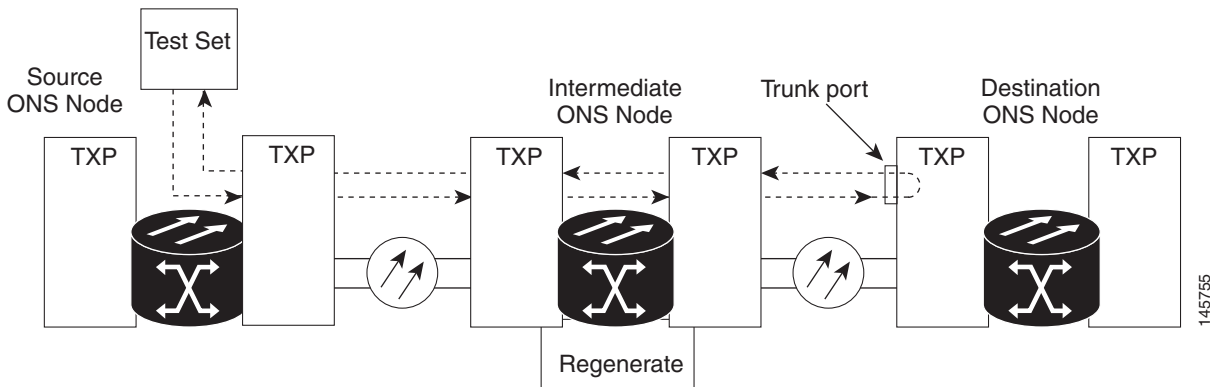 Test Set
Source
ONS Node
Intermediate
ONS Node
Trunk port
Destination
ONS Node
TXP
TXP
TXP
TXP
TXP
TXP
Regenerate
145755